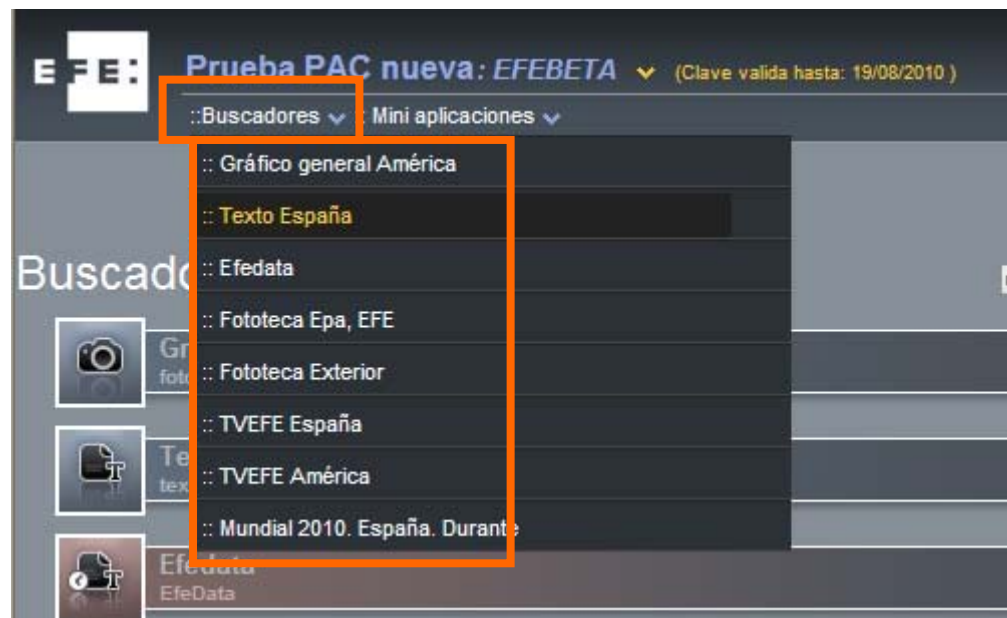 EFE:
Prueba PAC nueva: EFEBETA (Clave valida hasta: 19/08/2010 )
::Buscadores : Mini aplicaciones
:: Gráfico general América
:: Texto España
:: Efedata
:: Fototeca Epa, EFE
:: Fototeca Exterior
:: TVEFE España
:: TVEFE América
:: Mundial 2010. España. Durante
Efedata
EfeData